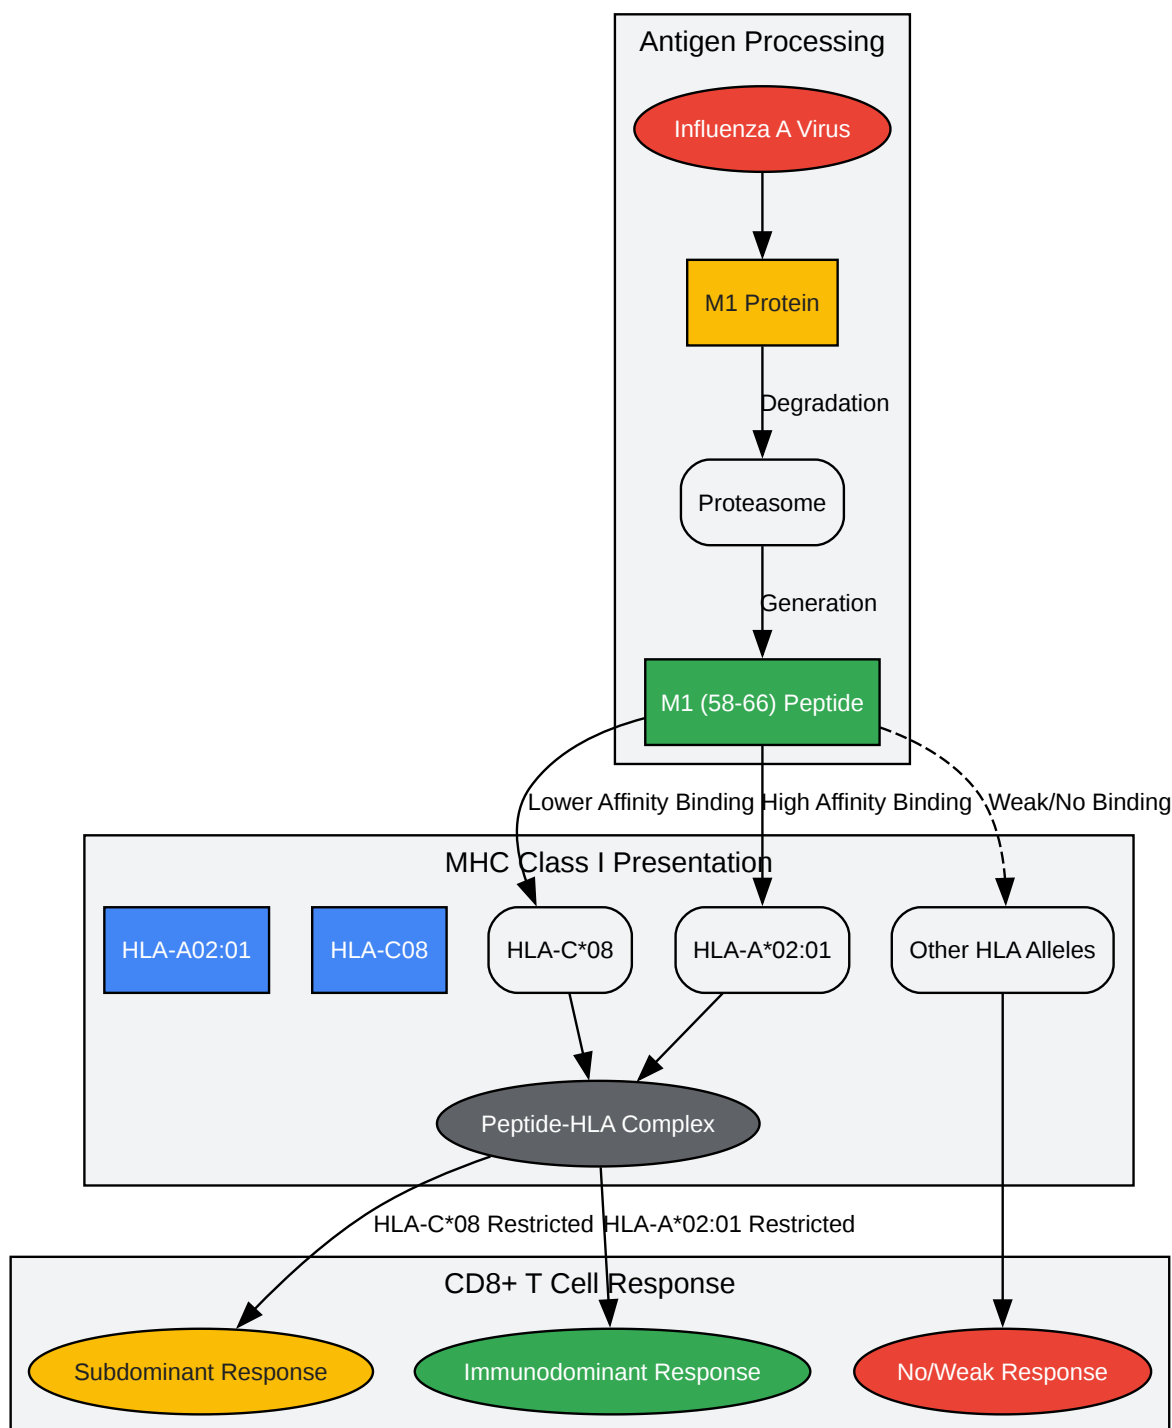 Antigen Processing
Influenza A Virus
M1 Protein
Degradation
Proteasome
Generation
M1 (58-66) Peptide
Lower Affinity Binding
High Affinity Binding
Weak/No Binding
MHC Class I Presentation
HLA-A02:01
HLA-C08
HLA-C*08
HLA-A*02:01
Other HLA Alleles
Peptide-HLA Complex
HLA-C*08 Restricted
HLA-A*02:01 Restricted
CD8+ T Cell Response
Subdominant Response
Immunodominant Response
No/Weak Response